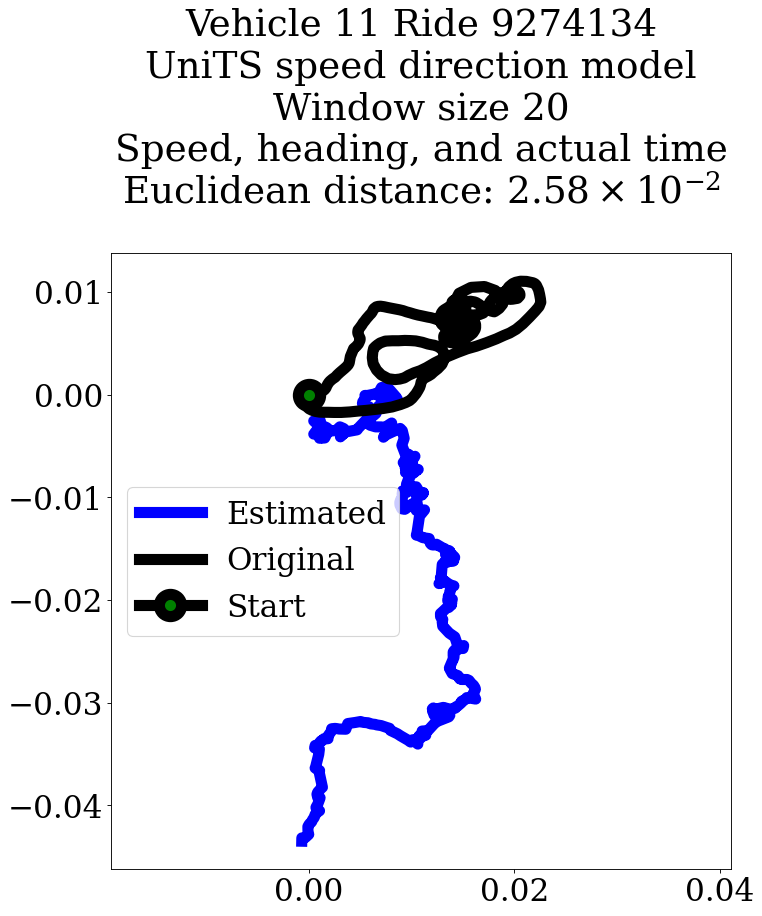 Vehicle 11 Ride 9274134
UniTS speed direction model
Window size 20
Speed, heading, and actual time
Euclidean distance: 2.58 × 10⁻²
0.01
0.00
−0.01
−0.02
−0.03
−0.04
Estimated
Original
Start
0.00 0.02 0.04